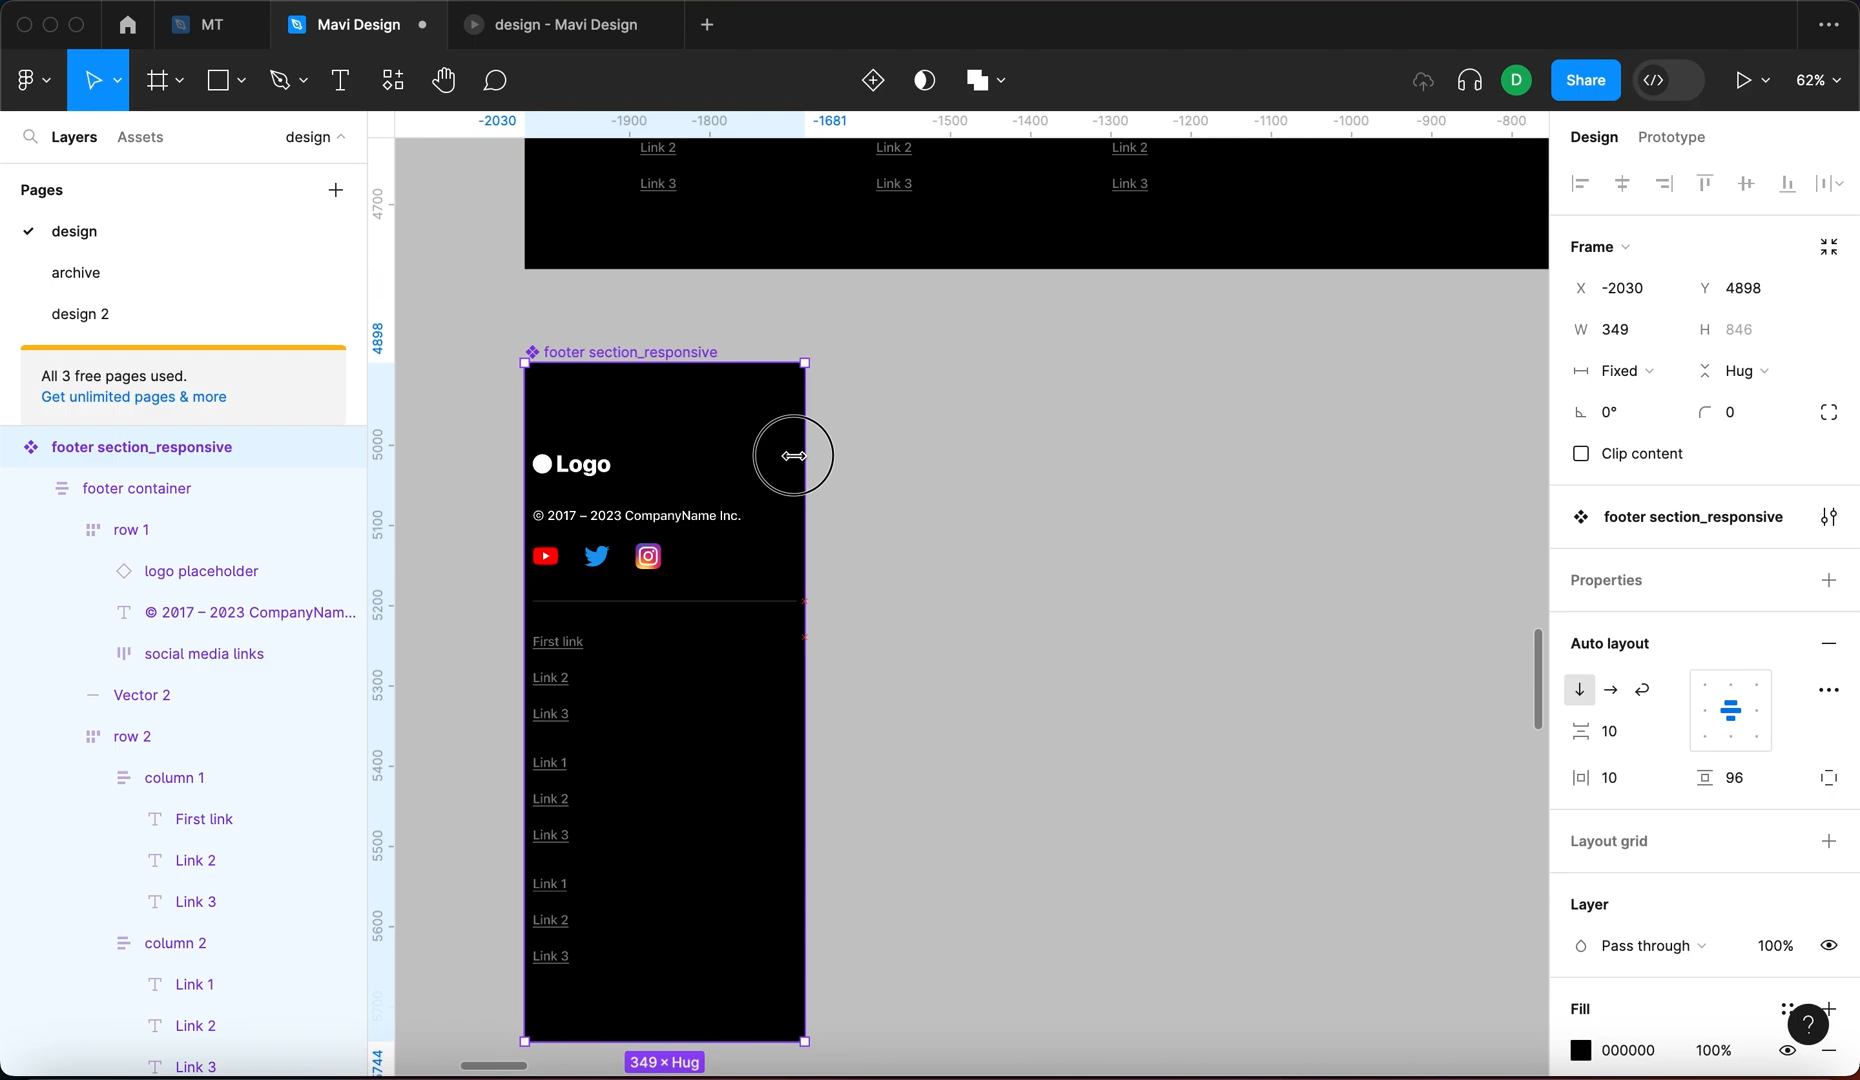 MT
Mavi Design
design - Mavi Design
Share
D
62%
Layers
Assets
design
Pages
design
archive
design 2
All 3 free pages used.
Get unlimited pages & more
footer section_responsive
footer container
row 1
logo placeholder
© 2017 – 2023 CompanyNam...
social media links
Vector 2
row 2
column 1
First link
Link 2
Link 3
column 2
Link 1
Link 2
Link 3
-2030
-1900
-1800
-1681
-1500
-1400
-1300
-1200
-1100
-1000
-900
-800
4700
4898
5000
5100
5200
5300
5400
5500
5600
5700
5744
Link 2
Link 2
Link 2
Link 3
Link 3
Link 3
footer section_responsive
Logo
© 2017 – 2023 CompanyName Inc.
First link
Link 2
Link 3
Link 1
Link 2
Link 3
Link 1
Link 2
Link 3
349 × Hug
Design
Prototype
Frame
X -2030
Y 4898
W 349
H 846
Fixed
Hug
0°
0
Clip content
footer section_responsive
Properties
Auto layout
10
10
96
Layout grid
Layer
Pass through
100%
Fill
?
000000
100%